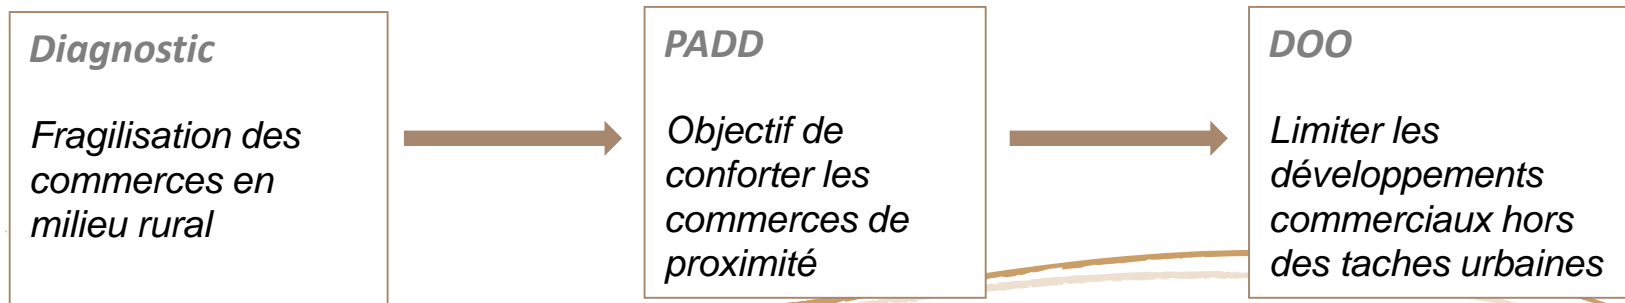 Diagnostic
Fragilisation des
commerces en
milieu rural
PADD
Objectif de
conforter les
commerces de
proximité
DOO
Limiter les
développements
commerciaux hors
des taches urbaines